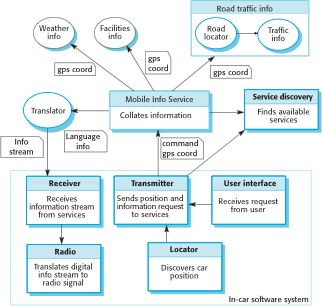 Road traffic info
Weather
info
Facilities
info
Road
locator
Traffic
info
gps
coord
gps coord
gps coord
Mobile Info Service
Collates information
Service discovery
Finds available
services
Translator
Info
stream
Language
info
command
gps coord
Receiver
Receives
information stream
from services
Transmitter
Sends position and
information request
to services
User interface
Receives request
from user
Radio
Translates digital
info stream to
radio signal
Locator
Discovers car
position
In-car software system